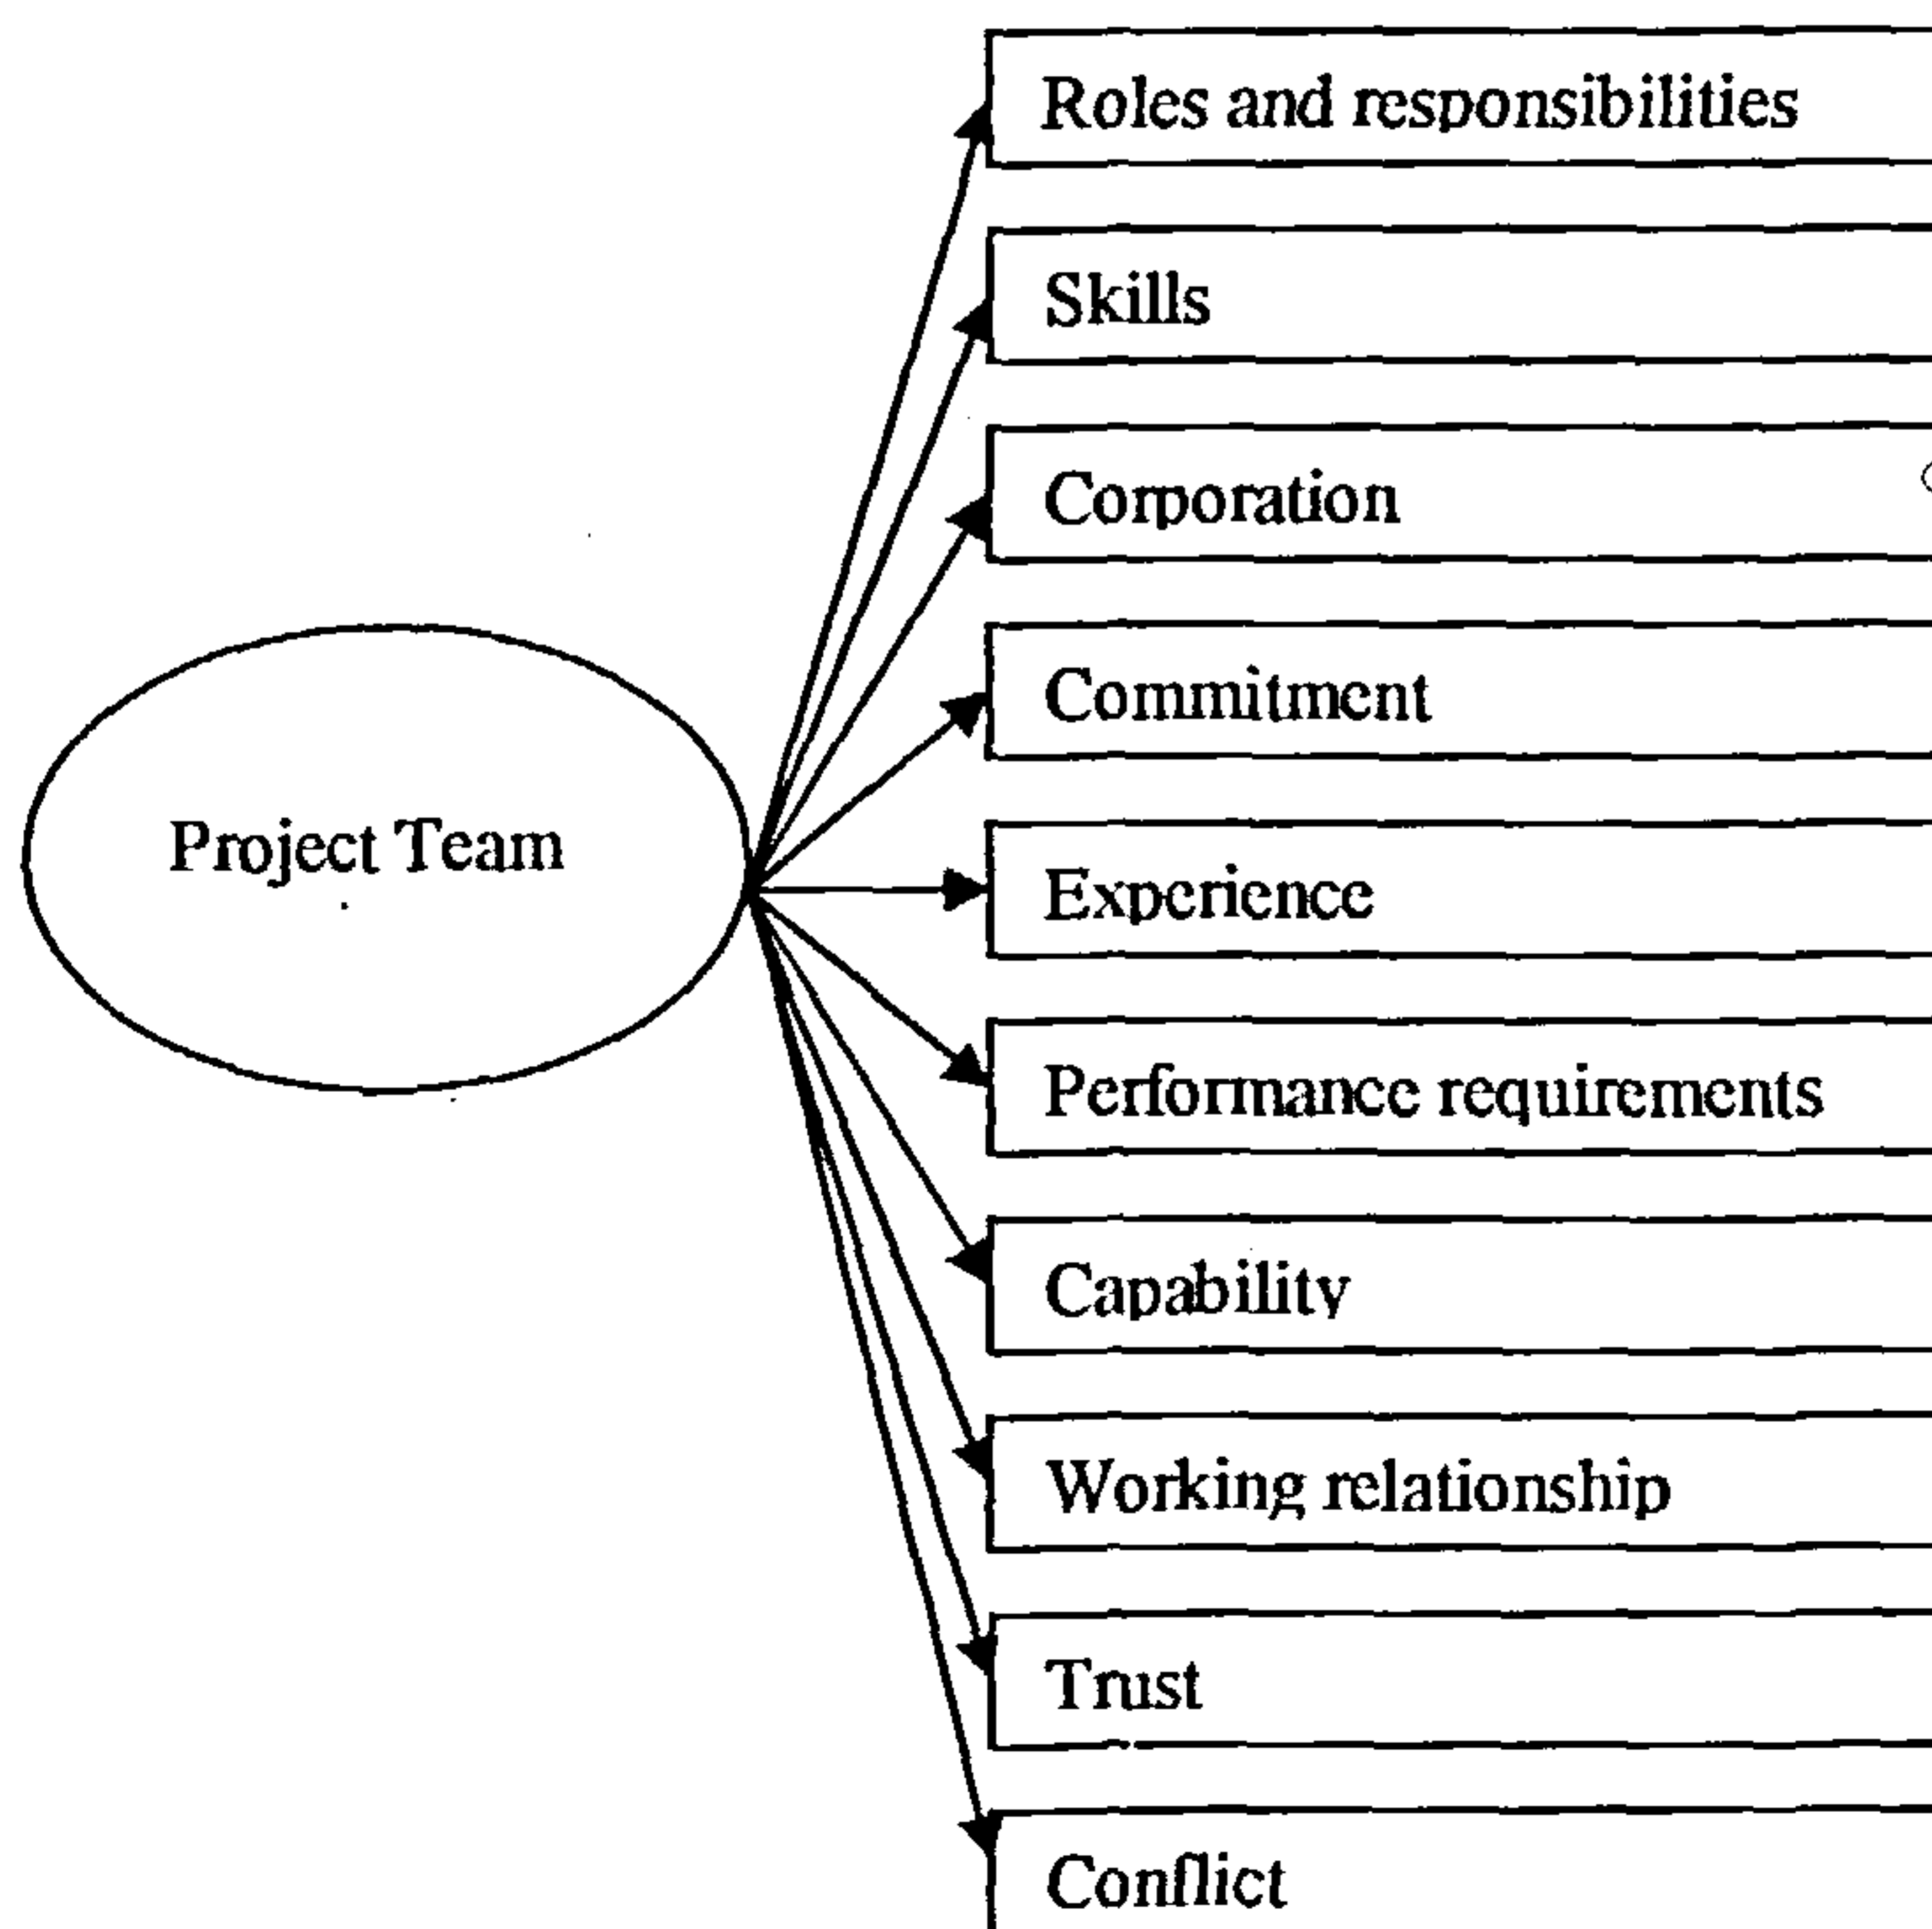 Roles and responsibilities
Skills
Corporation
Commitment
Project Team
Experience
Performance requirements
Capability
Working relationship
Trust
Conflict